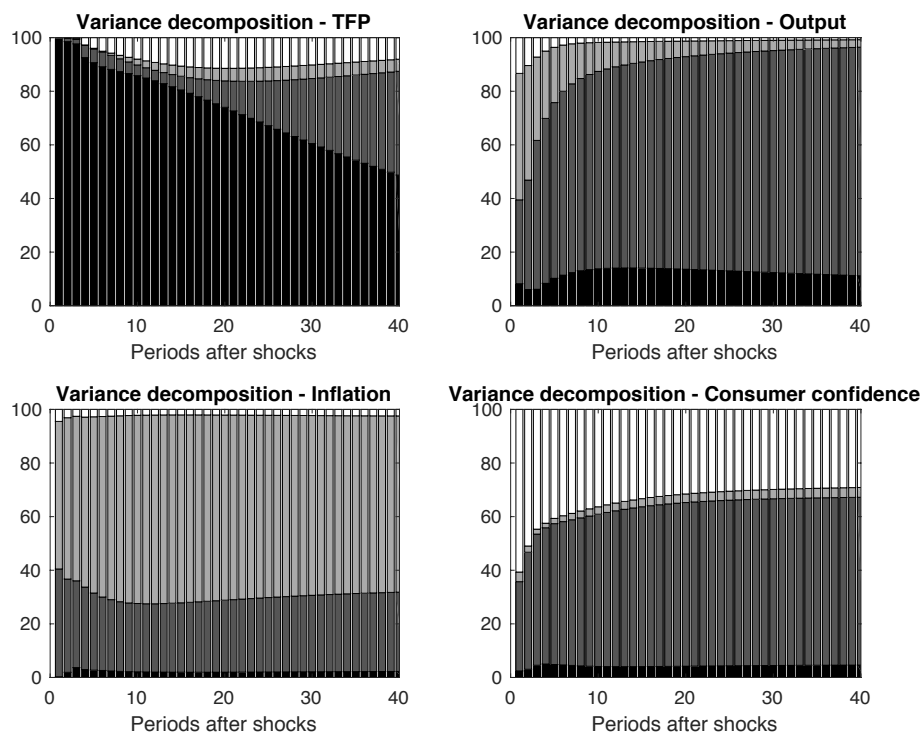 Variance decomposition - TFP
100
80
60
40
20
0
0 10 20 30 40
Periods after shocks
Variance decomposition - Output
100
80
60
40
20
0
0 10 20 30 40
Periods after shocks
Variance decomposition - Inflation
100
80
60
40
20
0
0 10 20 30 40
Periods after shocks
Variance decomposition - Consumer confidence
100
80
60
40
20
0
0 10 20 30 40
Periods after shocks